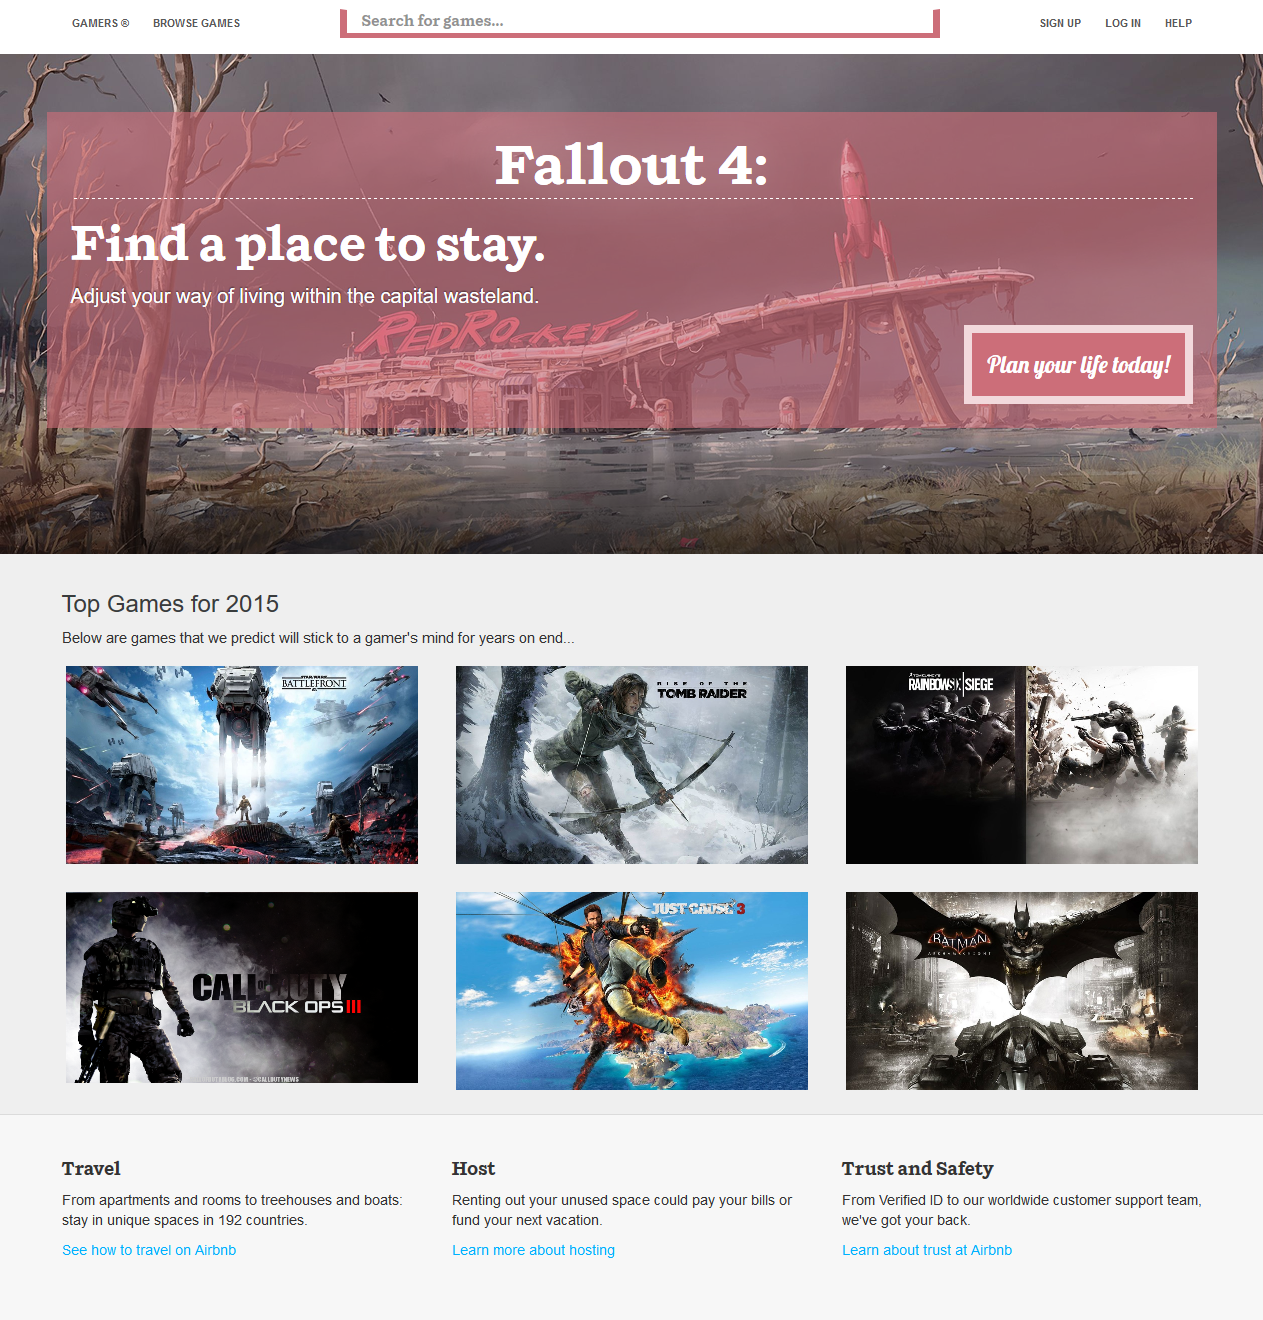 GAMERS ©
BROWSE GAMES
Search for games...
SIGN UP
LOG IN
HELP
Fallout 4:
Find a place to stay.
Adjust your way of living within the capital wasteland.
RED ROCKET
Plan your life today!
Top Games for 2015
Below are games that we predict will stick to a gamer's mind for years on end...
STAR WARS
BATTLEFRONT
RISE OF THE
TOMB RAIDER
TOM CLANCY'S
RAINBOW SIX | SIEGE
CALL OF DUTY
BLACK OPS III
JUST CAUSE 3
BATMAN
ARKHAM KNIGHT
Travel
From apartments and rooms to treehouses and boats:
stay in unique spaces in 192 countries.
See how to travel on Airbnb
Host
Renting out your unused space could pay your bills or
fund your next vacation.
Learn more about hosting
Trust and Safety
From Verified ID to our worldwide customer support team,
we've got your back.
Learn about trust at Airbnb